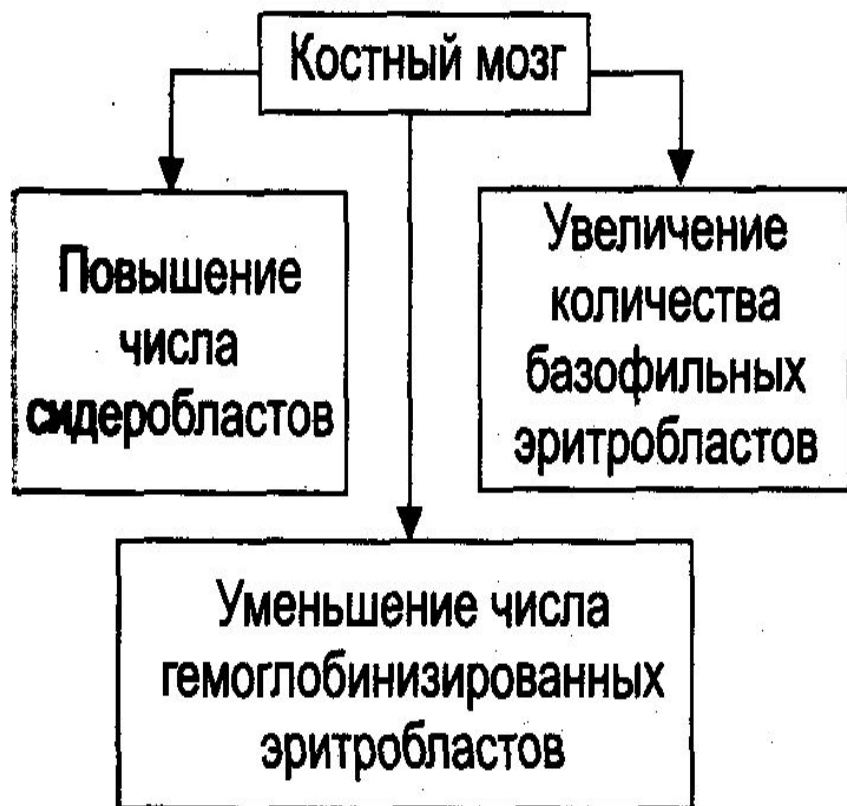 Костный мозг
Повышение
числа
сидеробластов
Увеличение
количества
базофильных
эритробластов
Уменьшение числа
гемоглобинизированных
эритробластов